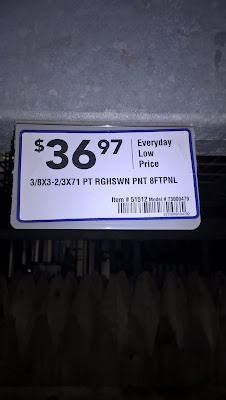 $36.97 Everyday
Low
Price
3/8X3-2/3X71 PT RGHSWN PNT 8FTPNL
Item # 51512 Model # 73000479